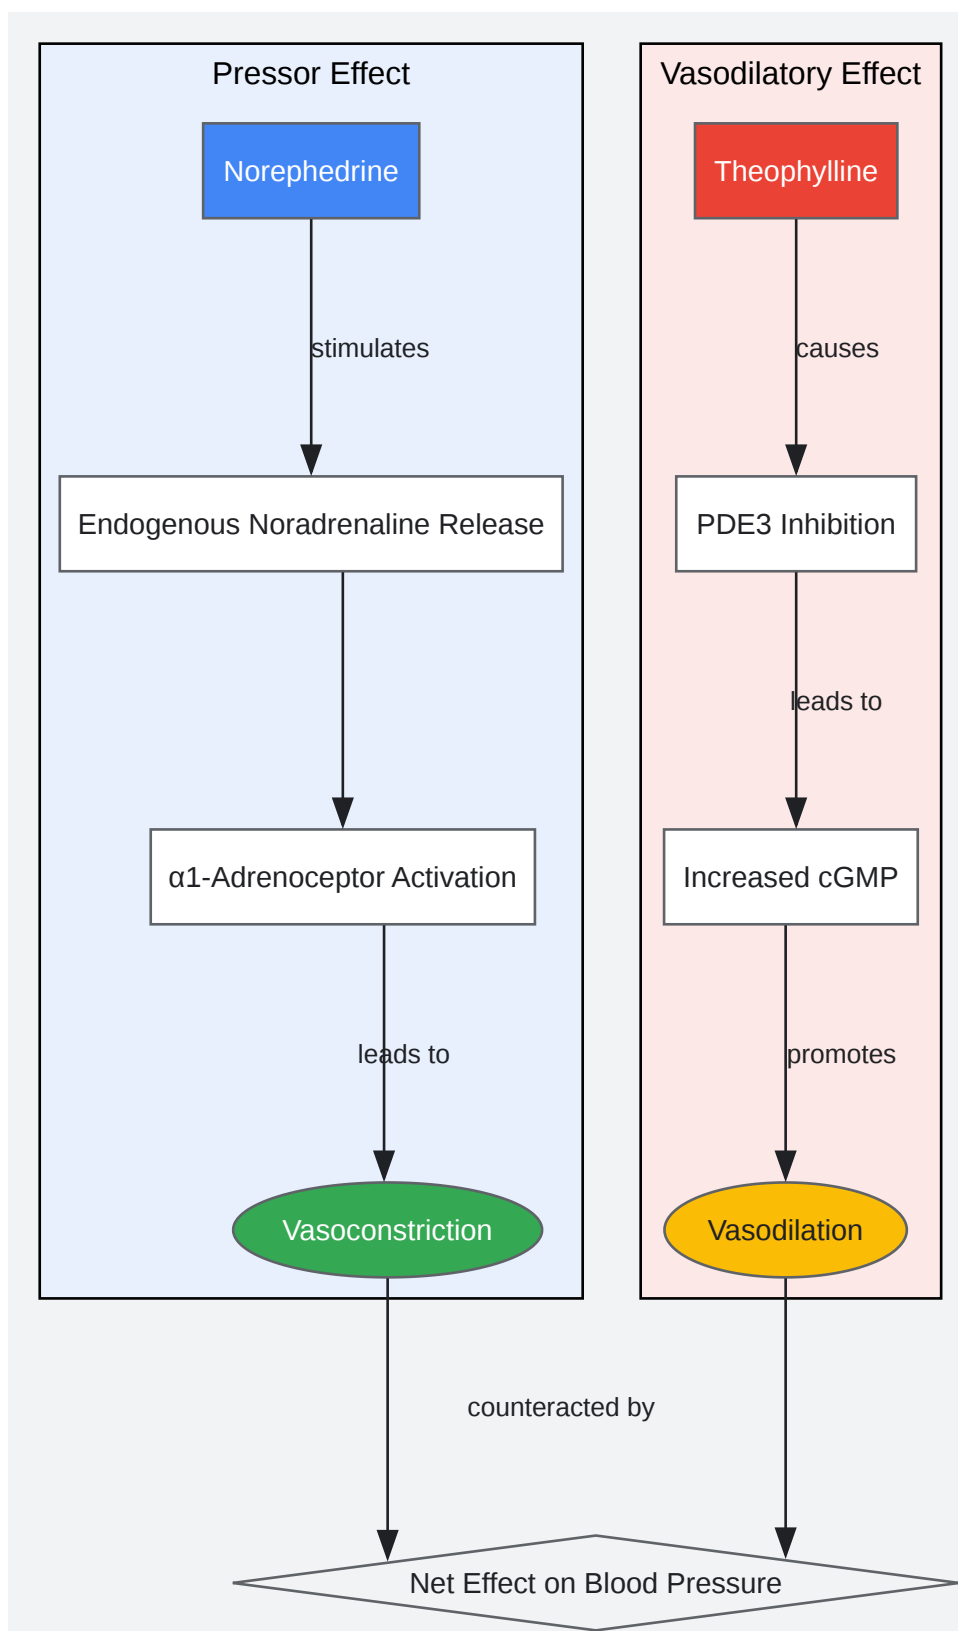 Pressor Effect
Norephedrine
stimulates
Endogenous Noradrenaline Release
α1-Adrenoceptor Activation
leads to
Vasoconstriction
Vasodilatory Effect
Theophylline
causes
PDE3 Inhibition
leads to
Increased cGMP
promotes
Vasodilation
counteracted by
Net Effect on Blood Pressure